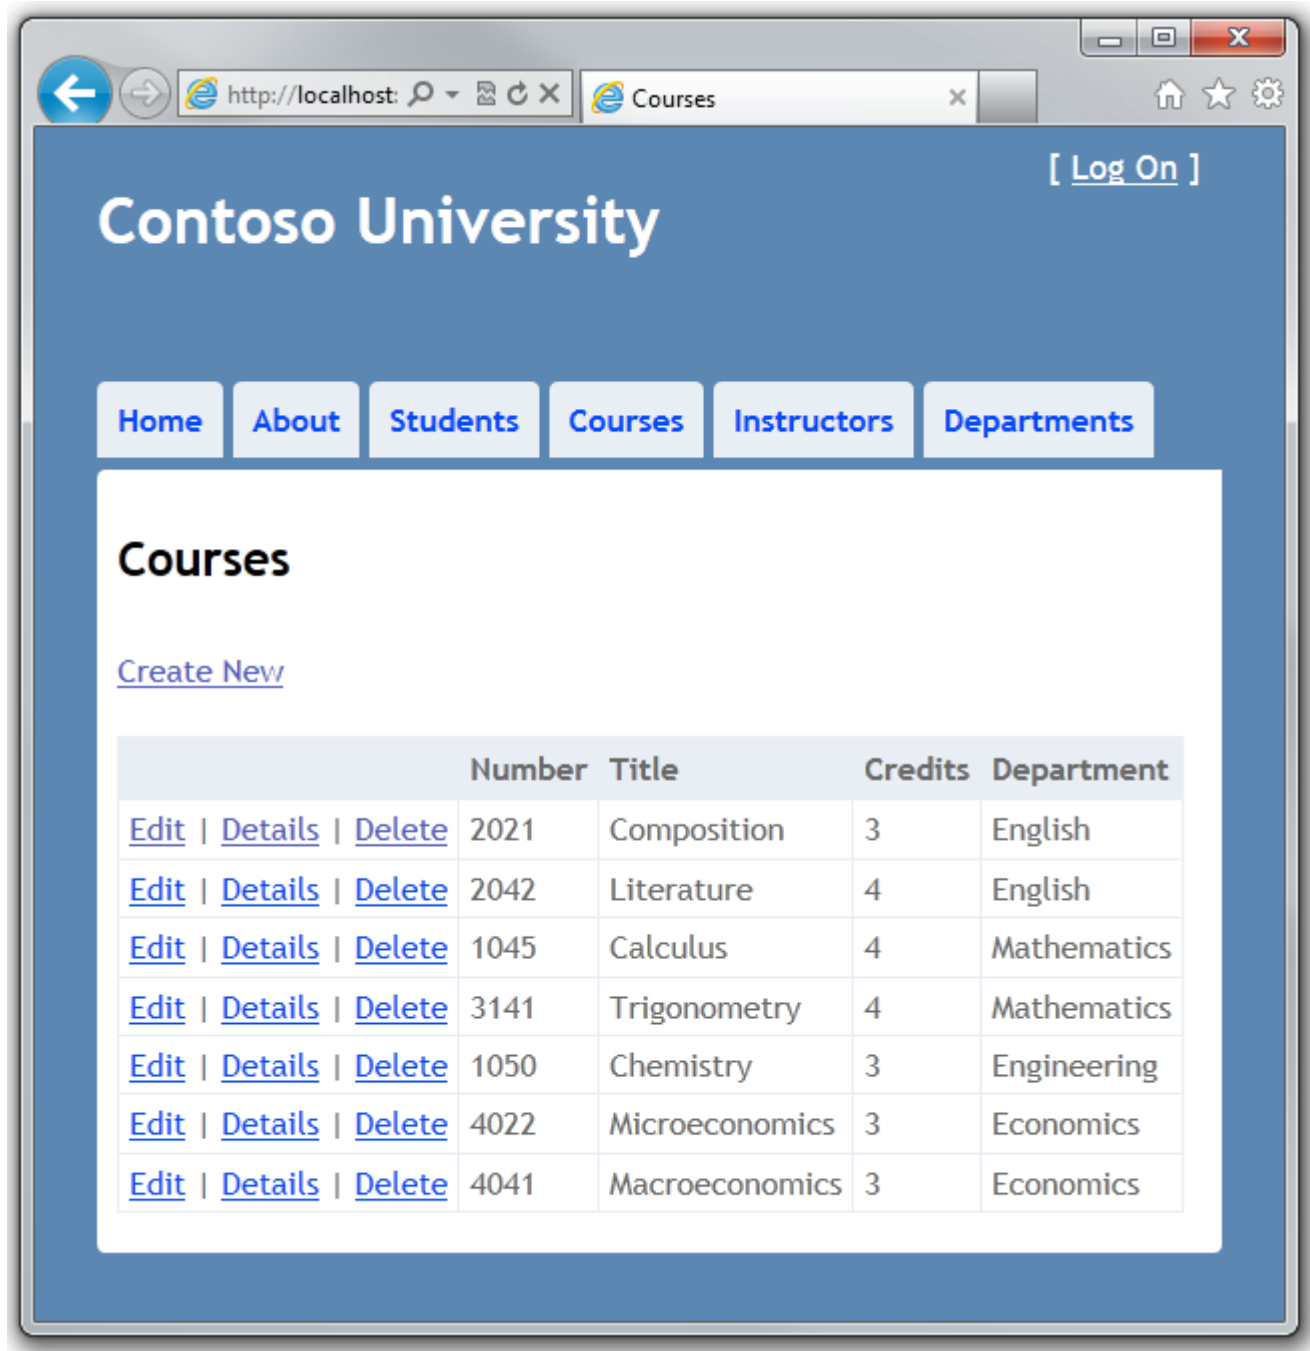 http://localhost: Courses
[ Log On ]
Contoso University
Home About Students Courses Instructors Departments
Courses
Create New
Number Title Credits Department
Edit | Details | Delete 2021 Composition 3 English
Edit | Details | Delete 2042 Literature 4 English
Edit | Details | Delete 1045 Calculus 4 Mathematics
Edit | Details | Delete 3141 Trigonometry 4 Mathematics
Edit | Details | Delete 1050 Chemistry 3 Engineering
Edit | Details | Delete 4022 Microeconomics 3 Economics
Edit | Details | Delete 4041 Macroeconomics 3 Economics